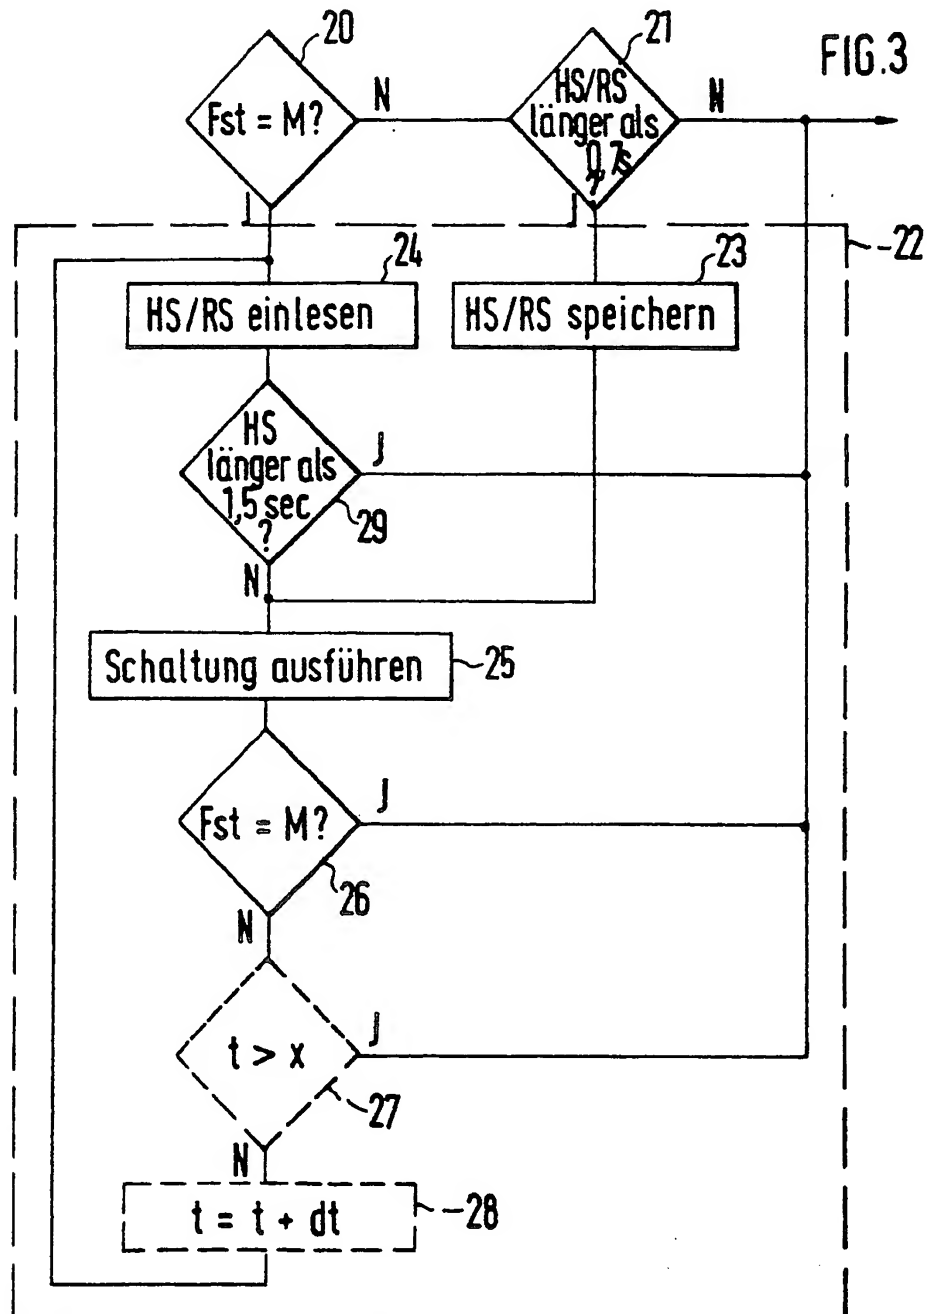 FIG.3
20
Fst = M?
N
J
21
HS/RS
länger als
0,7s
?
N
J
22
24
HS/RS einlesen
23
HS/RS speichern
HS
länger als
1,5 sec
?
J
29
N
Schaltung ausführen
25
Fst = M?
J
26
N
t > x
J
27
N
t = t + dt
28